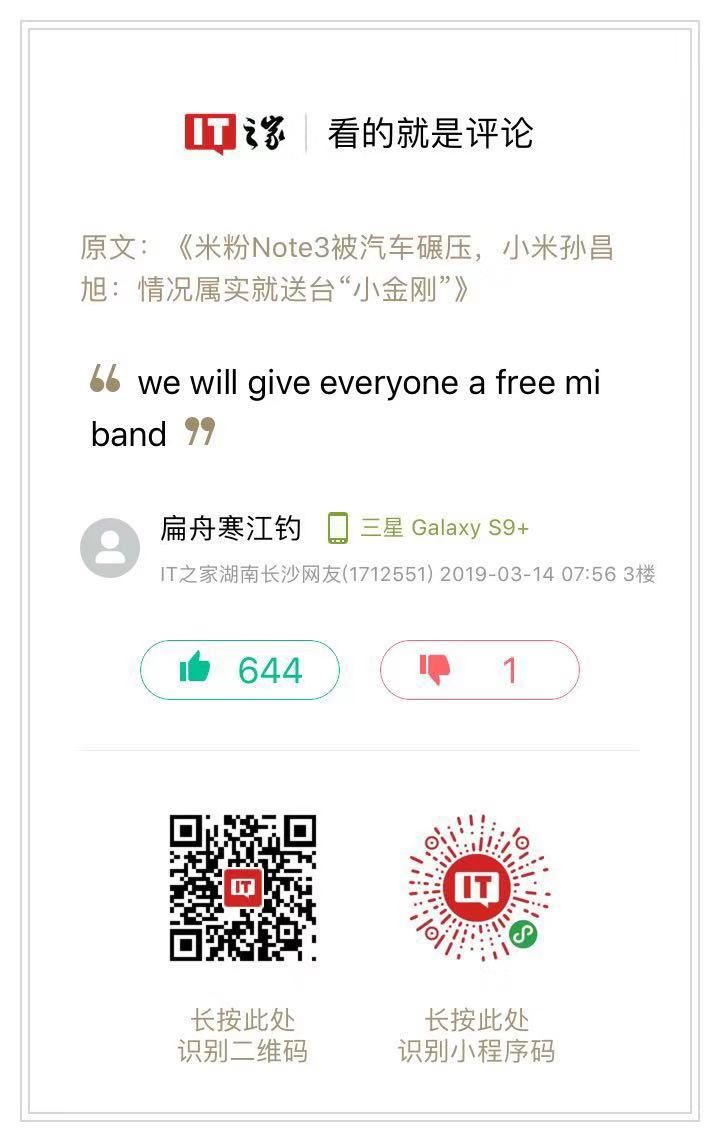 IT之家 | 看的就是评论
原文：《米粉Note3被汽车碾压，小米孙昌
旭：情况属实就送台“小金刚”》
“ we will give everyone a free mi
band ”
扁舟寒江钓 三星 Galaxy S9+
IT之家湖南长沙网友(1712551) 2019-03-14 07:56 3楼
644 1
IT IT
长按此处 长按此处
识别二维码 识别小程序码